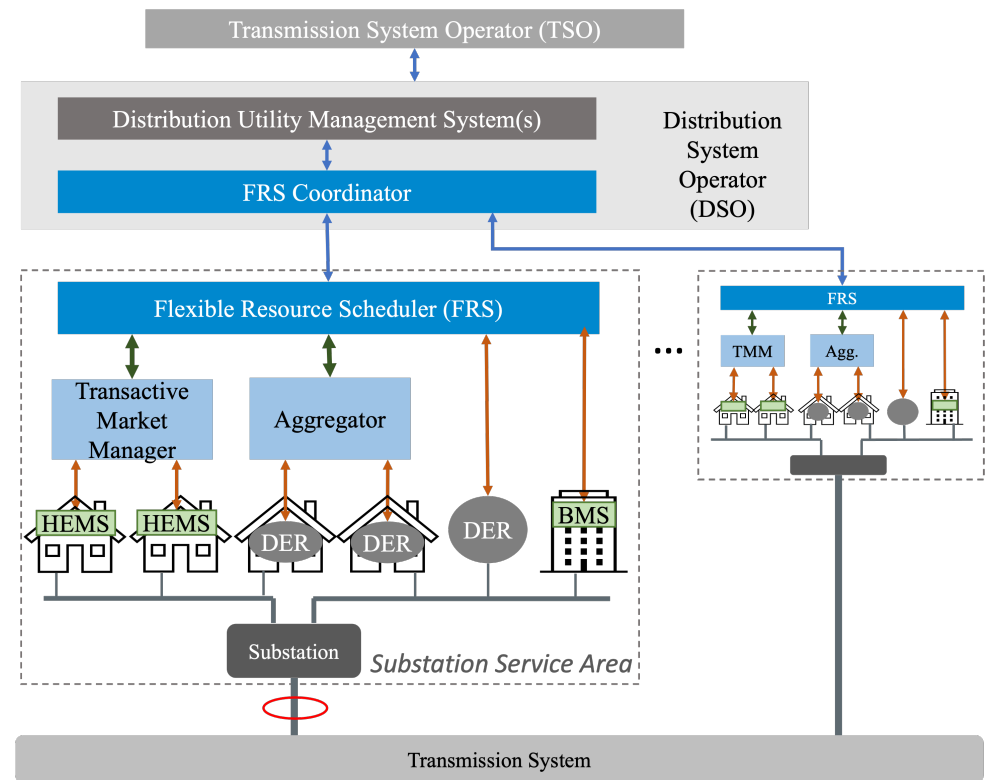 Transmission System Operator (TSO)
Distribution Utility Management System(s)
FRS Coordinator
Distribution
System
Operator
(DSO)
Flexible Resource Scheduler (FRS)
Transactive
Market
Manager
Aggregator
HEMS
HEMS
DER
DER
DER
BMS
Substation
Substation Service Area
...
FRS
TMM
Agg.
Transmission System